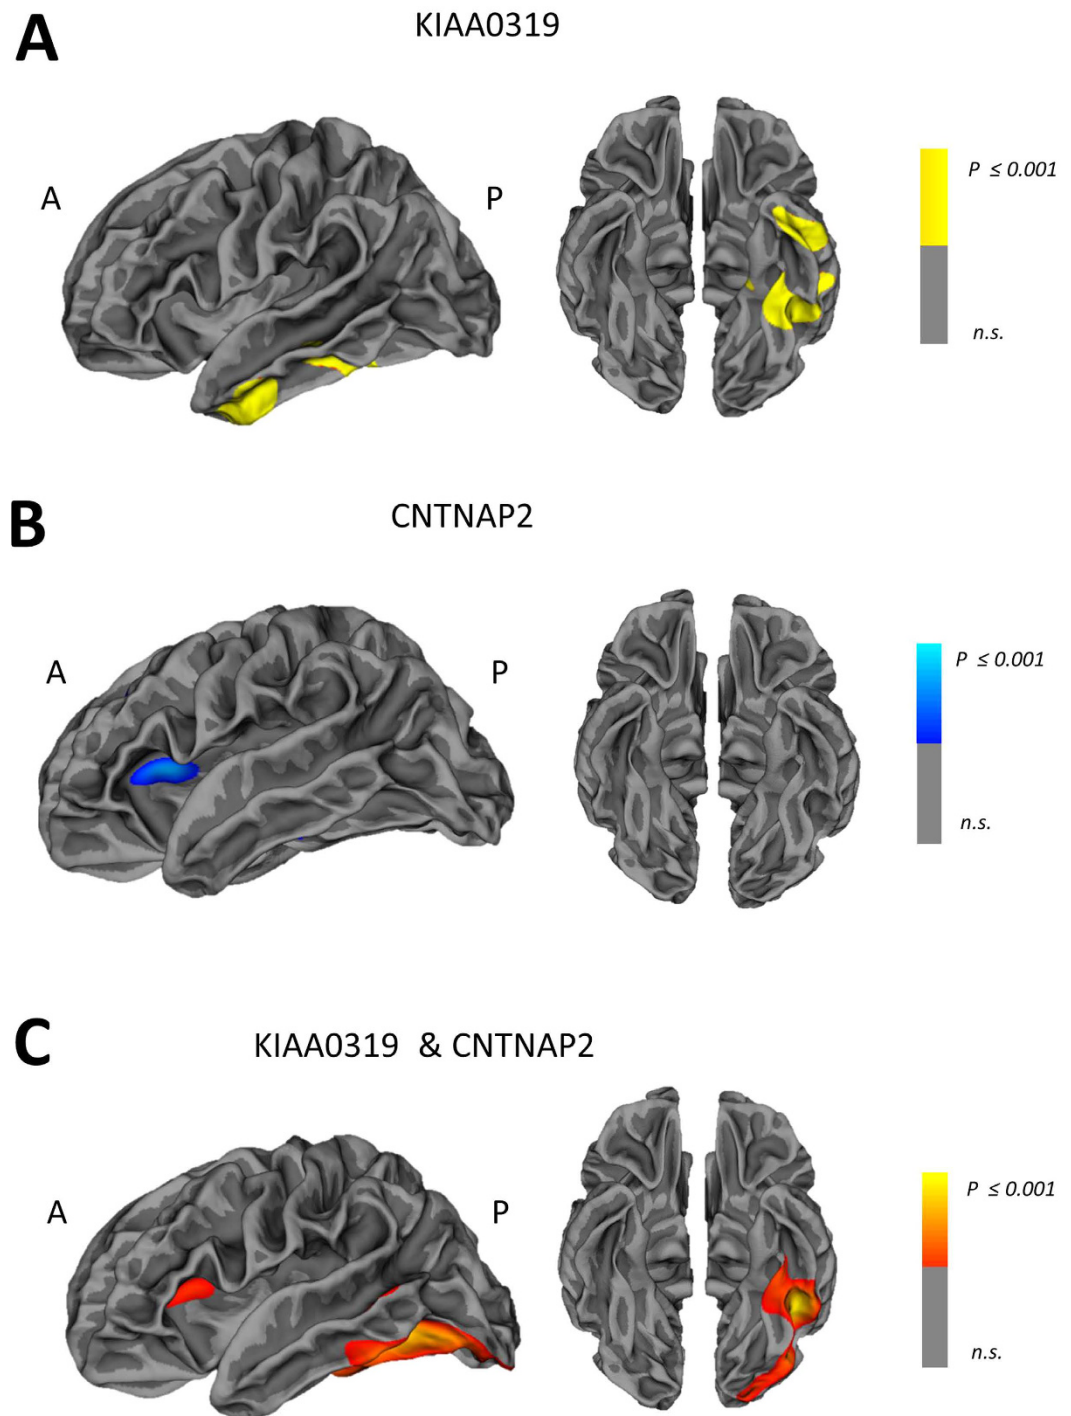 A
KIAA0319
A
P
P ≤ 0.001
n.s.
B
CNTNAP2
A
P
P ≤ 0.001
n.s.
C
KIAA0319 & CNTNAP2
A
P
P ≤ 0.001
n.s.